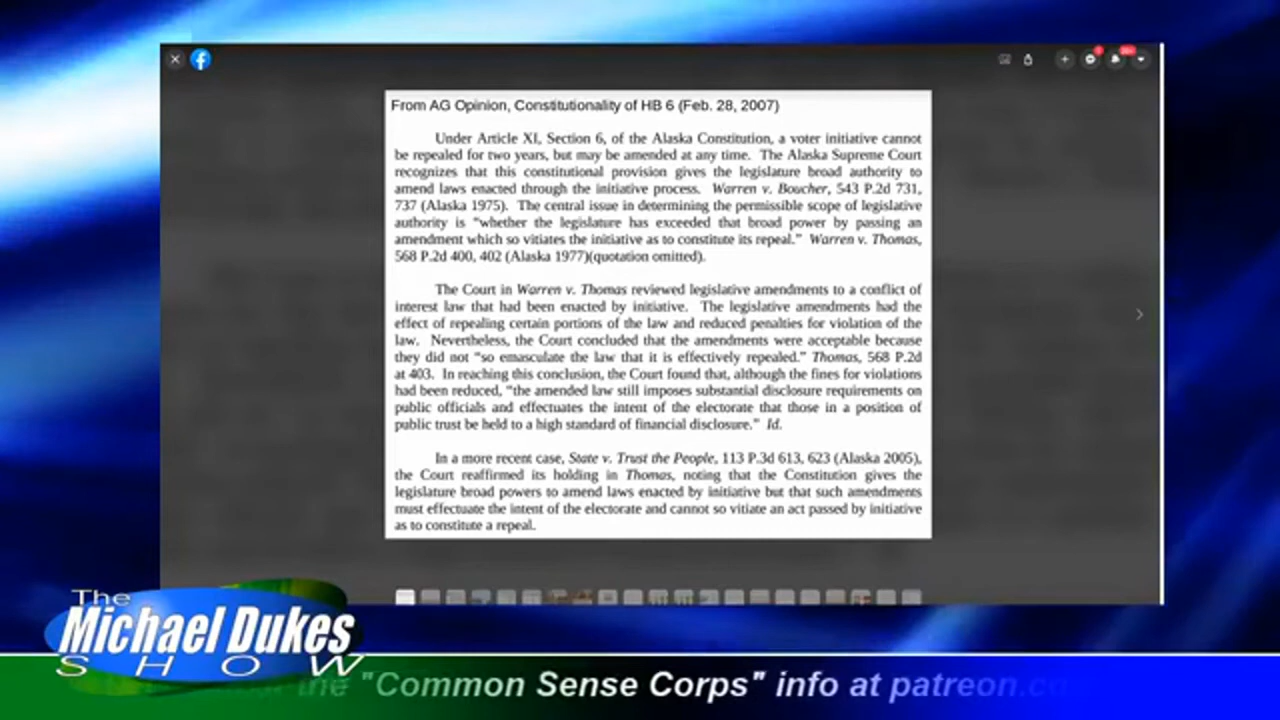 From AG Opinion, Constitutionality of HB 6 (Feb. 28, 2007)
Under Article XI, Section 6, of the Alaska Constitution, a voter initiative cannot
be repealed for two years, but may be amended at any time. The Alaska Supreme Court
recognizes that this constitutional provision gives the legislature broad authority to
amend laws enacted through the initiative process. Warren v. Boucher, 543 P.2d 731,
737 (Alaska 1975). The central issue in determining the permissible scope of legislative
authority is "whether the legislature has exceeded that broad power by passing an
amendment which so vitiates the initiative as to constitute its repeal." Warren v. Thomas,
568 P.2d 400, 402 (Alaska 1977)(quotation omitted).
The Court in Warren v. Thomas reviewed legislative amendments to a conflict of
interest law that had been enacted by initiative. The legislative amendments had the
effect of repealing certain portions of the law and reduced penalties for violation of the
law. Nevertheless, the Court concluded that the amendments were acceptable because
they did not "so emasculate the law that it is effectively repealed." Thomas, 568 P.2d
at 403. In reaching this conclusion, the Court found that, although the fines for violations
had been reduced, "the amended law still imposes substantial disclosure requirements on
public officials and effectuates the intent of the electorate that those in a position of
public trust be held to a high standard of financial disclosure." Id.
In a more recent case, State v. Trust the People, 113 P.3d 613, 623 (Alaska 2005),
the Court reaffirmed its holding in Thomas, noting that the Constitution gives the
legislature broad powers to amend laws enacted by initiative but that such amendments
must effectuate the intent of the electorate and cannot so vitiate an act passed by initiative
as to constitute a repeal.
The
Michael Dukes
SHOW
the "Common Sense Corps" info at patreon.co